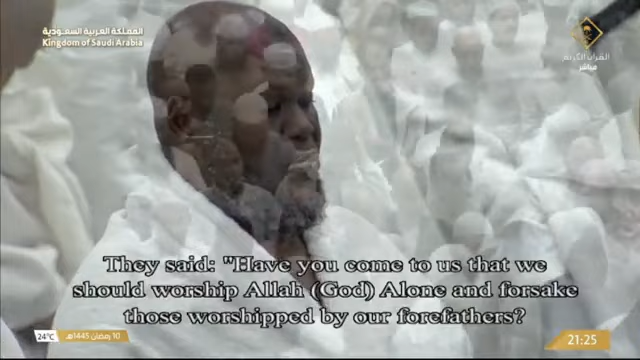 المملكة العربية السعودية
Kingdom of Saudi Arabia
القرآن الكريم
مباشر
They said: "Have you come to us that we
should worship Allah (God) Alone and forsake
those worshipped by our forefathers?
24°C
10 رمضان 1445هـ
21:25